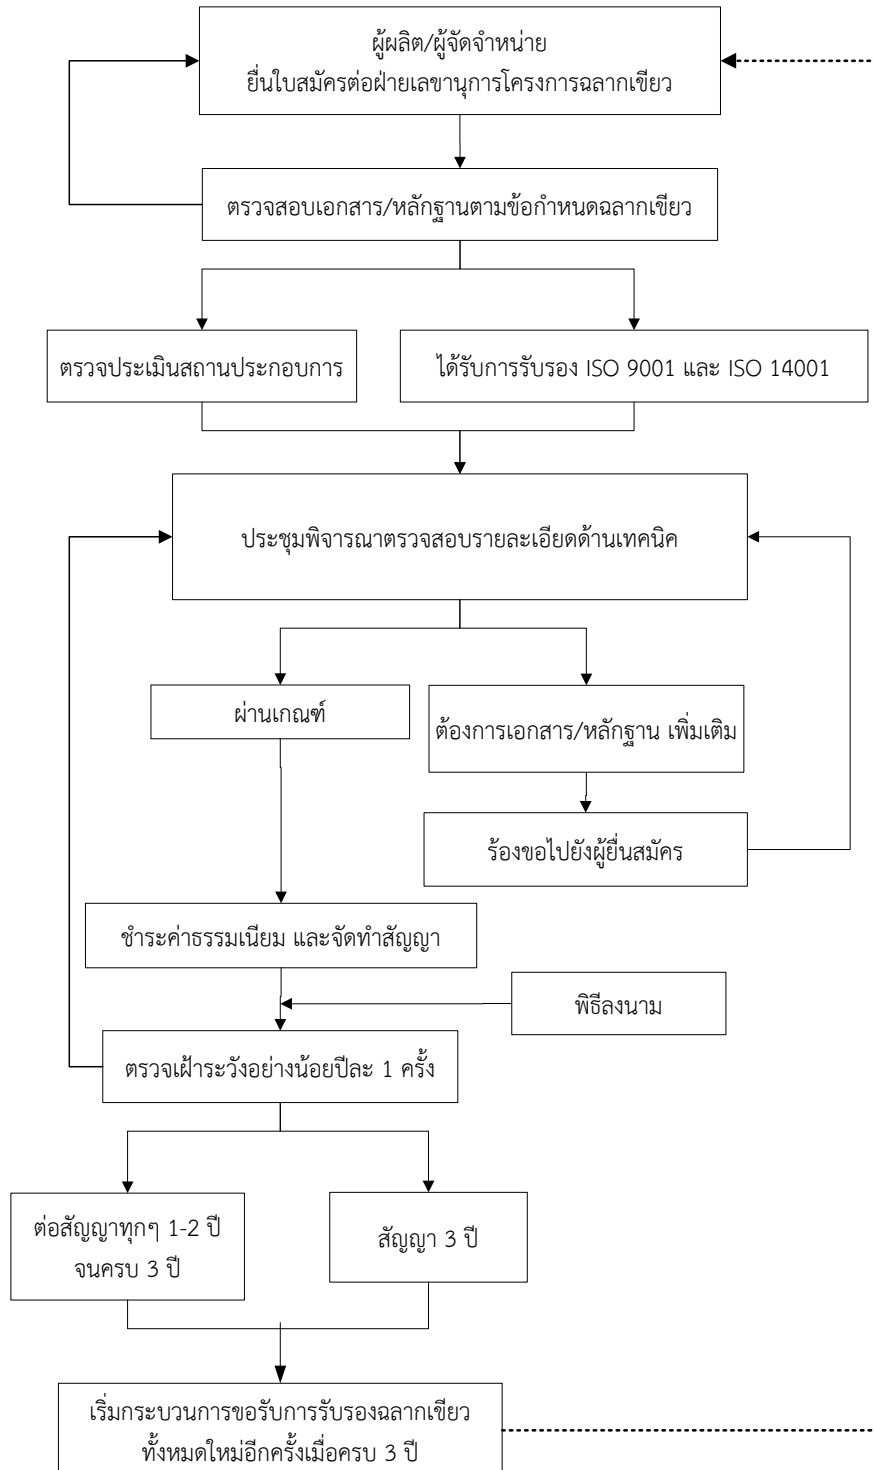 ผู้ผลิต/ผู้จัดจำหน่าย
ยื่นใบสมัครต่อฝ่ายเลขานุการโครงการฉลากเขียว
ตรวจสอบเอกสาร/หลักฐานตามข้อกำหนดฉลากเขียว
ตรวจประเมินสถานประกอบการ
ได้รับการรับรอง ISO 9001 และ ISO 14001
ประชุมพิจารณาตรวจสอบรายละเอียดด้านเทคนิค
ผ่านเกณฑ์
ต้องการเอกสาร/หลักฐาน เพิ่มเติม
ร้องขอไปยังผู้ยื่นสมัคร
ชำระค่าธรรมเนียม และจัดทำสัญญา
พิธีลงนาม
ตรวจเฝ้าระวังอย่างน้อยปีละ 1 ครั้ง
ต่อสัญญาทุกๆ 1-2 ปี
จนครบ 3 ปี
สัญญา 3 ปี
เริ่มกระบวนการขอรับการรับรองฉลากเขียว
ทั้งหมดใหม่อีกครั้งเมื่อครบ 3 ปี